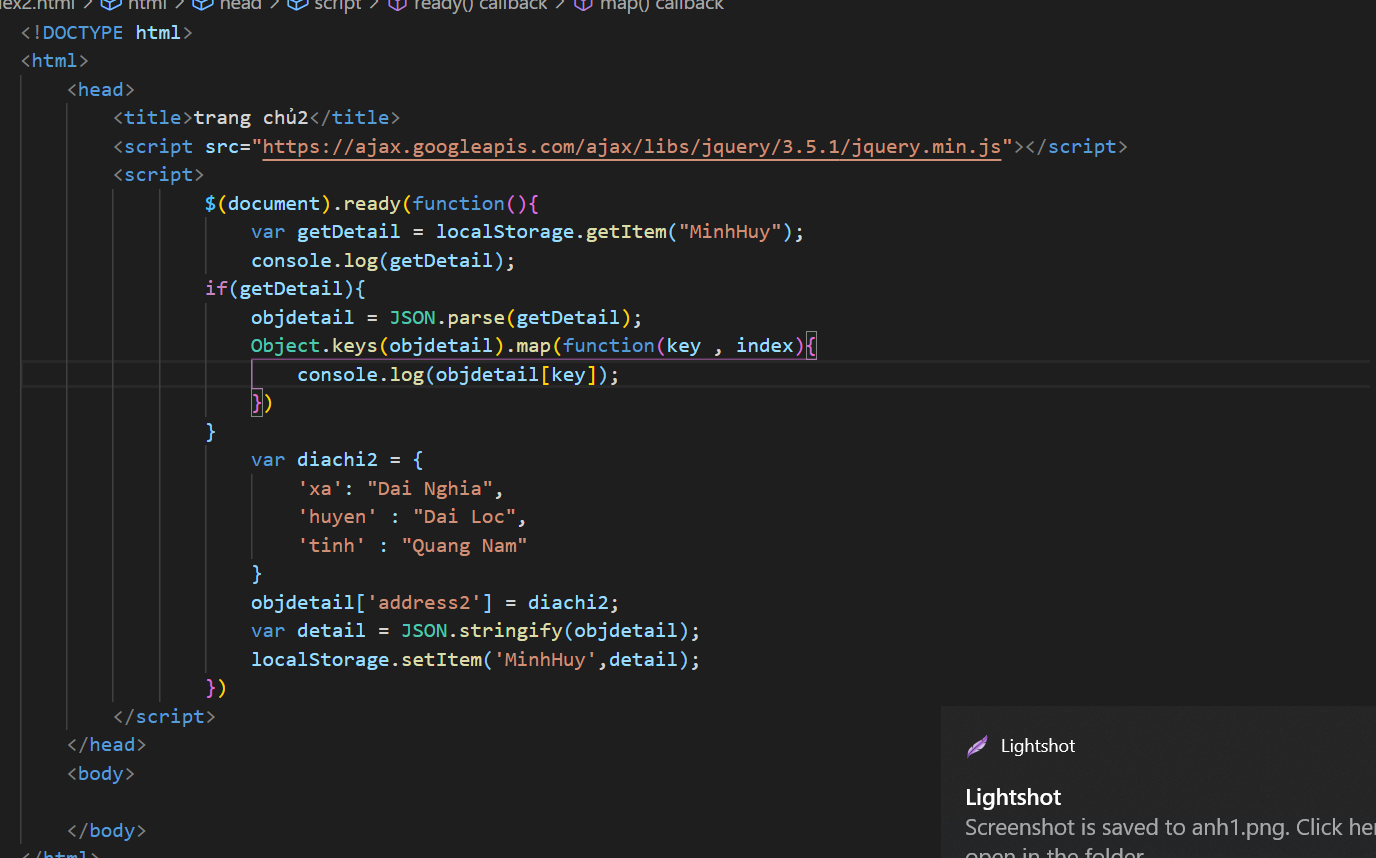 html > head > script > ready() callback > map() callback
<!DOCTYPE html>
<html>
<head>
<title>trang chủ2</title>
<script src="https://ajax.googleapis.com/ajax/libs/jquery/3.5.1/jquery.min.js"></script>
<script>
$(document).ready(function(){
var getDetail = localStorage.getItem("MinhHuy");
console.log(getDetail);
if(getDetail){
objdetail = JSON.parse(getDetail);
Object.keys(objdetail).map(function(key , index){
console.log(objdetail[key]);
})
}
var diachi2 = {
'xa': "Dai Nghia",
'huyen' : "Dai Loc",
'tinh' : "Quang Nam"
}
objdetail['address2'] = diachi2;
var detail = JSON.stringify(objdetail);
localStorage.setItem('MinhHuy',detail);
})
</script>
</head>
<body>
</body>
</html>
Lightshot
Lightshot
Screenshot is saved to anh1.png. Click
open in the folder